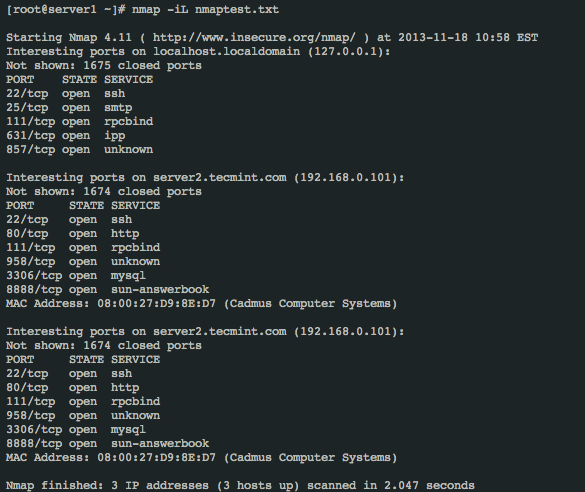 [root@server1 ~]# nmap -iL nmaptest.txt
Starting Nmap 4.11 ( http://www.insecure.org/nmap/ ) at 2013-11-18 10:58 EST
Interesting ports on localhost.localdomain (127.0.0.1):
Not shown: 1675 closed ports
PORT    STATE SERVICE
22/tcp  open  ssh
25/tcp  open  smtp
111/tcp open  rpcbind
631/tcp open  ipp
857/tcp open  unknown
Interesting ports on server2.tecmint.com (192.168.0.101):
Not shown: 1674 closed ports
PORT     STATE SERVICE
22/tcp   open  ssh
80/tcp   open  http
111/tcp  open  rpcbind
958/tcp  open  unknown
3306/tcp open  mysql
8888/tcp open  sun-answerbook
MAC Address: 08:00:27:D9:8E:D7 (Cadmus Computer Systems)
Interesting ports on server2.tecmint.com (192.168.0.101):
Not shown: 1674 closed ports
PORT     STATE SERVICE
22/tcp   open  ssh
80/tcp   open  http
111/tcp  open  rpcbind
958/tcp  open  unknown
3306/tcp open  mysql
8888/tcp open  sun-answerbook
MAC Address: 08:00:27:D9:8E:D7 (Cadmus Computer Systems)
Nmap finished: 3 IP addresses (3 hosts up) scanned in 2.047 seconds